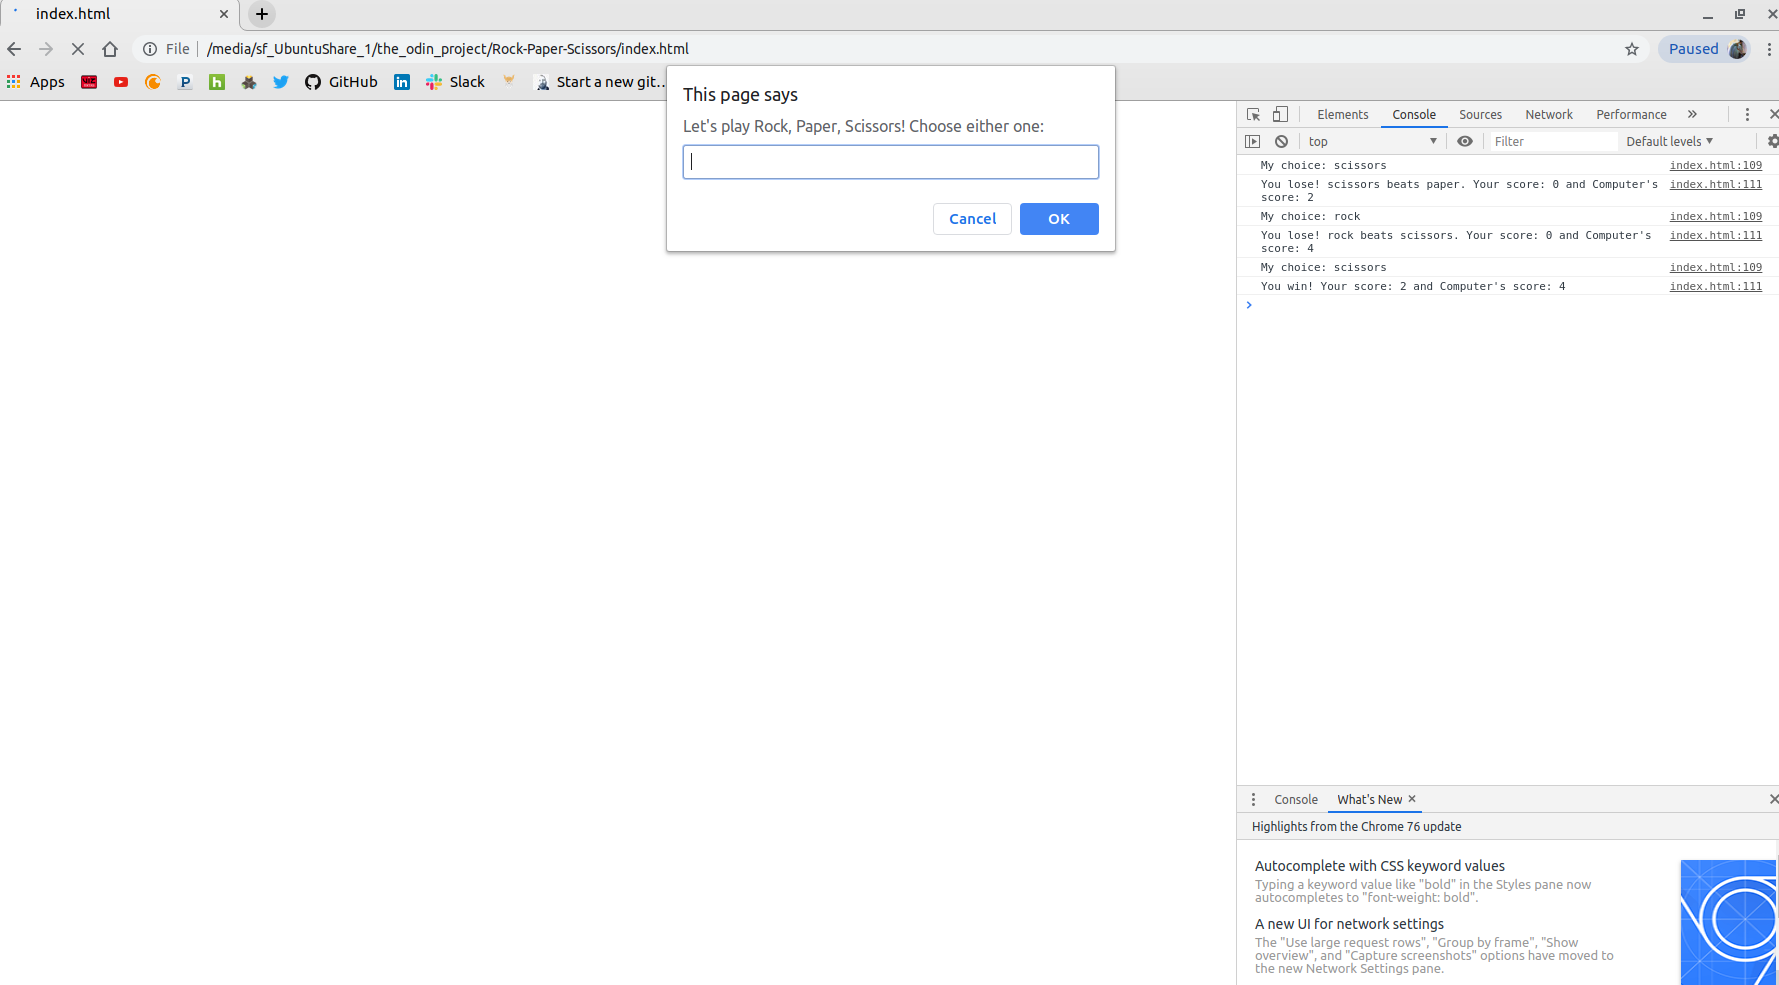 index.html
File /media/sf_UbuntuShare_1/the_odin_project/Rock-Paper-Scissors/index.html Paused
Apps P h GitHub in Slack Start a new git...
This page says
Let's play Rock, Paper, Scissors! Choose either one:
Cancel OK
Elements Console Sources Network Performance »
top Filter Default levels
My choice: scissors index.html:109
You lose! scissors beats paper. Your score: 0 and Computer's index.html:111
score: 2
My choice: rock index.html:109
You lose! rock beats scissors. Your score: 0 and Computer's index.html:111
score: 4
My choice: scissors index.html:109
You win! Your score: 2 and Computer's score: 4 index.html:111
Console What's New
Highlights from the Chrome 76 update
Autocomplete with CSS keyword values
Typing a keyword value like "bold" in the Styles pane now
autocompletes to "font-weight: bold".
A new UI for network settings
The "Use large request rows", "Group by frame", "Show
overview", and "Capture screenshots" options have moved to
the new Network Settings pane.